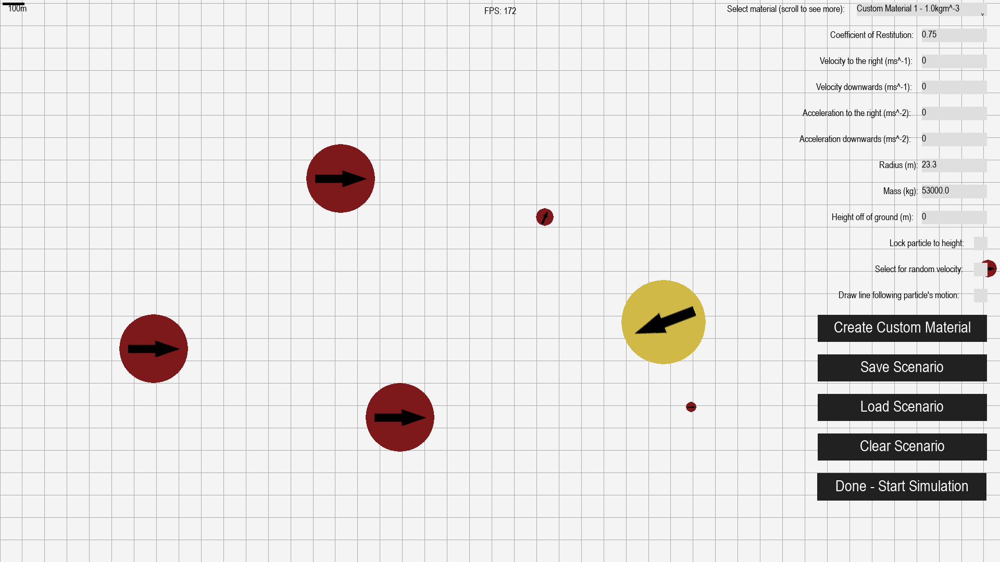 100m
FPS: 172
Select material (scroll to see more): Custom Material 1 - 1.0kgm^-3 v
Coefficient of Restitution: 0.75
Velocity to the right (ms^-1): 0
Velocity downwards (ms^-1): 0
Acceleration to the right (ms^-2): 0
Acceleration downwards (ms^-2): 0
Radius (m): 23.3
Mass (kg): 53000.0
Height off of ground (m): 0
Lock particle to height:
Select for random velocity:
Draw line following particle's motion:
Create Custom Material
Save Scenario
Load Scenario
Clear Scenario
Done - Start Simulation